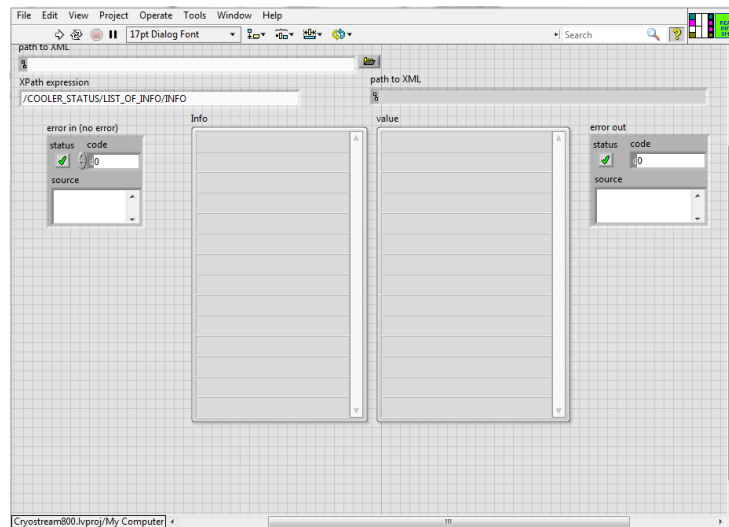 File Edit View Project Operate Tools Window Help
17pt Dialog Font
Search
path to XML
XPath expression
/COOLER_STATUS/LIST_OF_INFO/INFO
path to XML
error in (no error)
status code
0
source
Info
value
error out
status code
0
source
Cryostream800.lvproj/My Computer